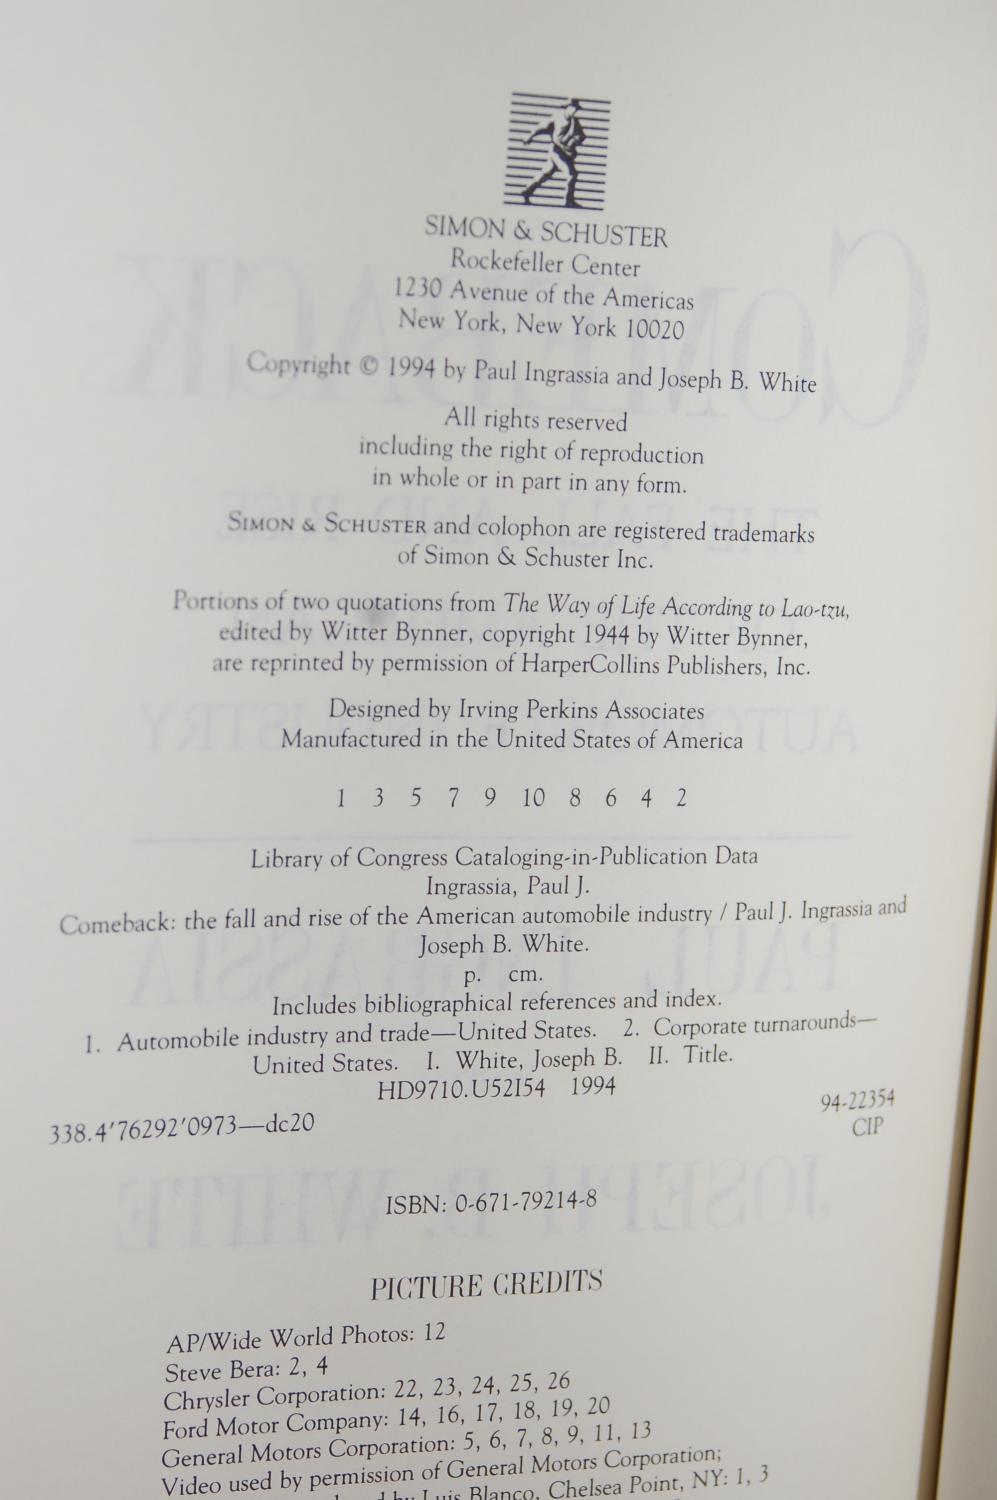 SIMON & SCHUSTER
Rockefeller Center
1230 Avenue of the Americas
New York, New York 10020
Copyright © 1994 by Paul Ingrassia and Joseph B. White
All rights reserved
including the right of reproduction
in whole or in part in any form.
SIMON & SCHUSTER and colophon are registered trademarks
of Simon & Schuster Inc.
Portions of two quotations from The Way of Life According to Lao-tzu,
edited by Witter Bynner, copyright 1944 by Witter Bynner,
are reprinted by permission of HarperCollins Publishers, Inc.
Designed by Irving Perkins Associates
Manufactured in the United States of America
1 3 5 7 9 10 8 6 4 2
Library of Congress Cataloging-in-Publication Data
Ingrassia, Paul J.
Comeback: the fall and rise of the American automobile industry / Paul J. Ingrassia and
Joseph B. White.
p. cm.
Includes bibliographical references and index.
1. Automobile industry and trade—United States. 2. Corporate turnarounds—
United States. I. White, Joseph B. II. Title.
HD9710.U52I54 1994
338.4'76292'0973—dc20
94-22354
CIP
ISBN: 0-671-79214-8
PICTURE CREDITS
AP/Wide World Photos: 12
Steve Bera: 2, 4
Chrysler Corporation: 22, 23, 24, 25, 26
Ford Motor Company: 14, 16, 17, 18, 19, 20
General Motors Corporation: 5, 6, 7, 8, 9, 11, 13
Video used by permission of General Motors Corporation;
by Luis Blanco, Chelsea Point, NY: 1, 3